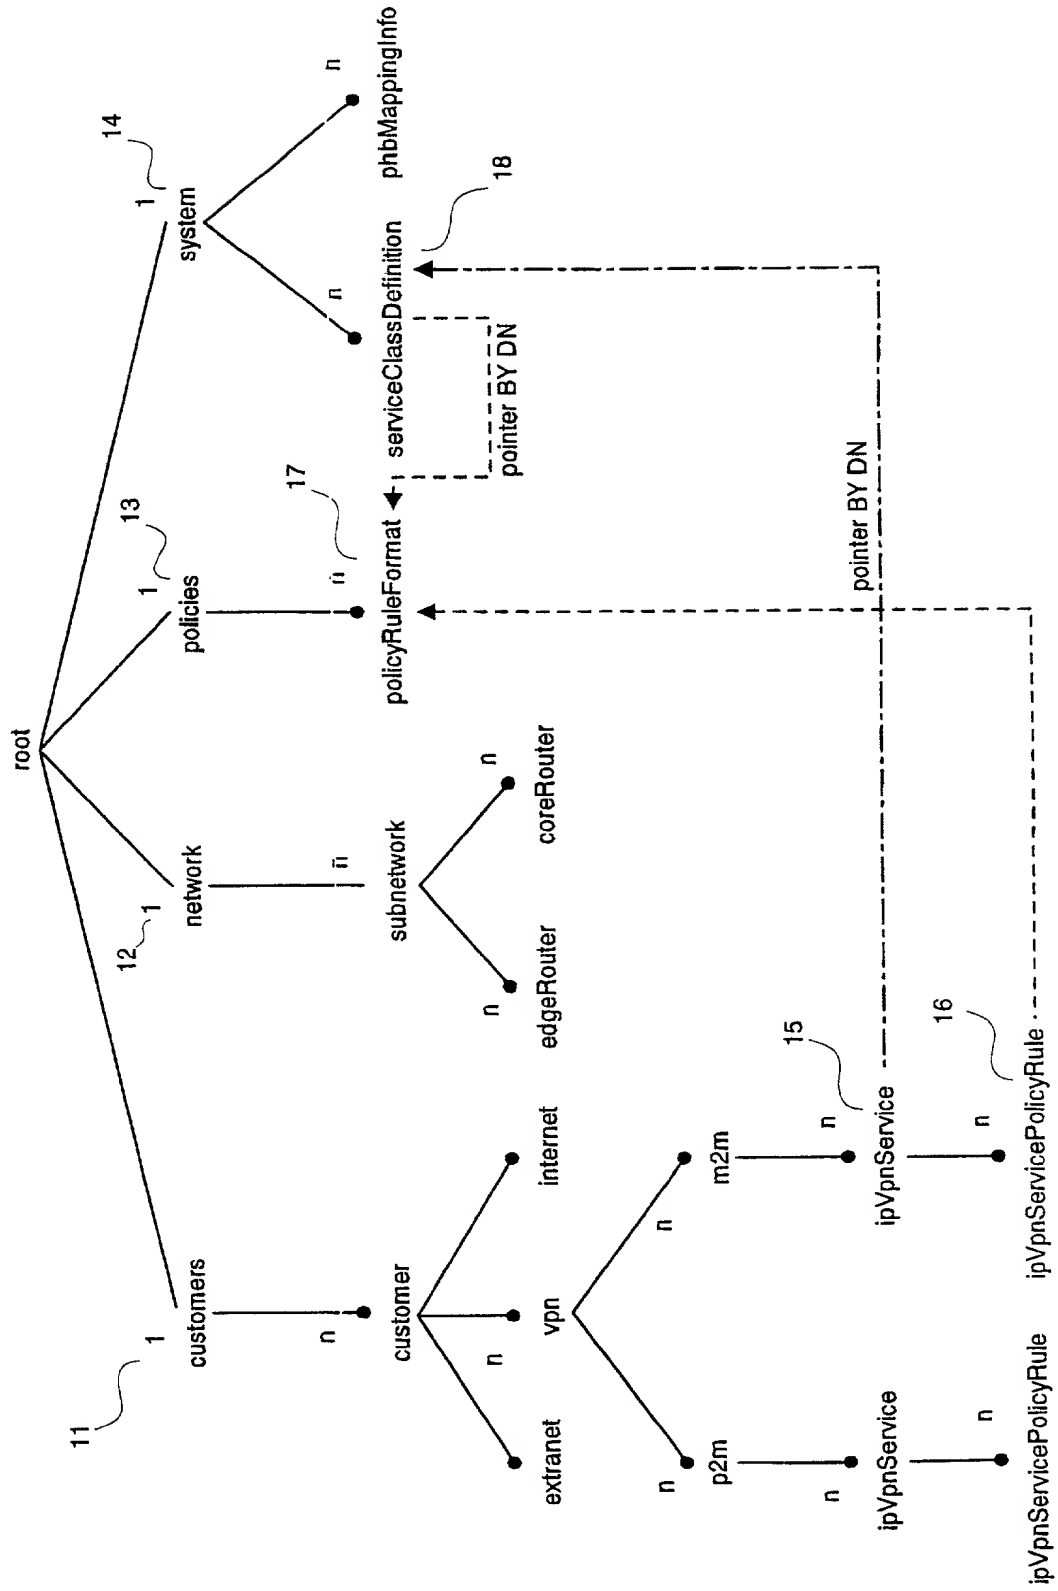 root
11
1
customers
12
1
network
13
1
policies
14
1
system
n
customer
n
subnetwork
n
17
policyRuleFormat
n
serviceClassDefinition
18
n
phbMappingInfo
pointer BY DN
extranet
n
vpn
internet
n
edgeRouter
n
coreRouter
n
p2m
n
m2m
pointer BY DN
n
ipVpnService
n
15
ipVpnService
n
ipVpnServicePolicyRule
n
16
ipVpnServicePolicyRule